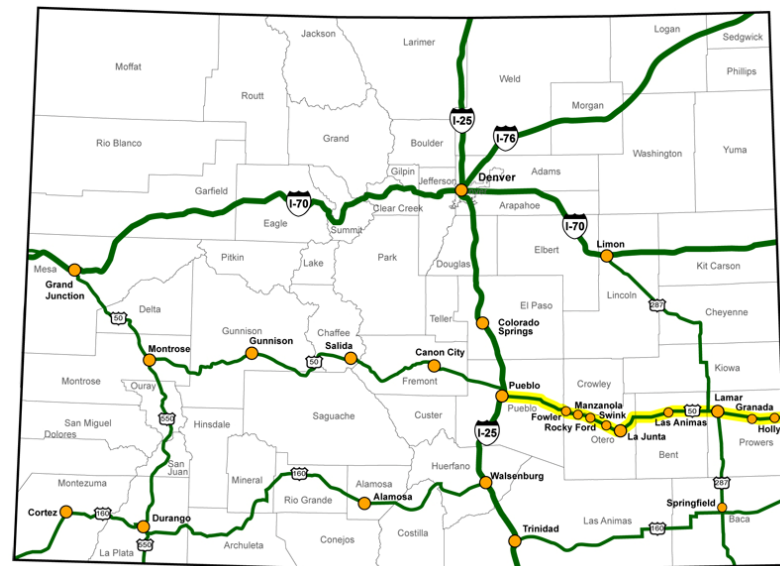 Jackson
Larimer
Logan
Sedgwick
Moffat
Weld
Phillips
Routt
Morgan
I-25
I-76
Rio Blanco
Grand
Boulder
Washington
Yuma
Gilpin
Adams
Denver
Jefferson
Garfield
I-70
Clear Creek
Arapahoe
Eagle
Summit
I-70
Elbert
Limon
Pitkin
Lake
Park
Douglas
Kit Carson
Mesa
Grand
Junction
Lincoln
287
Delta
El Paso
Cheyenne
50
Teller
Colorado
Springs
Gunnison
Chaffee
Montrose
Gunnison
Salida
Canon City
50
Kiowa
Fremont
Montrose
Ouray
Pueblo
Crowley
Pueblo
Manzanola
Lamar
Granada
550
Hinsdale
Saguache
Custer
Fowler
Swink
50
Rocky Ford
Las Animas
Holly
San Miguel
I-25
Otero
La Junta
Prowers
Dolores
Bent
San
Juan
Huerfano
Montezuma
Mineral
160
Alamosa
Walsenburg
287
Rio Grande
Alamosa
Springfield
Cortez
160
Durango
Las Animas
Baca
Costilla
Trinidad
160
550
Archuleta
Conejos
La Plata